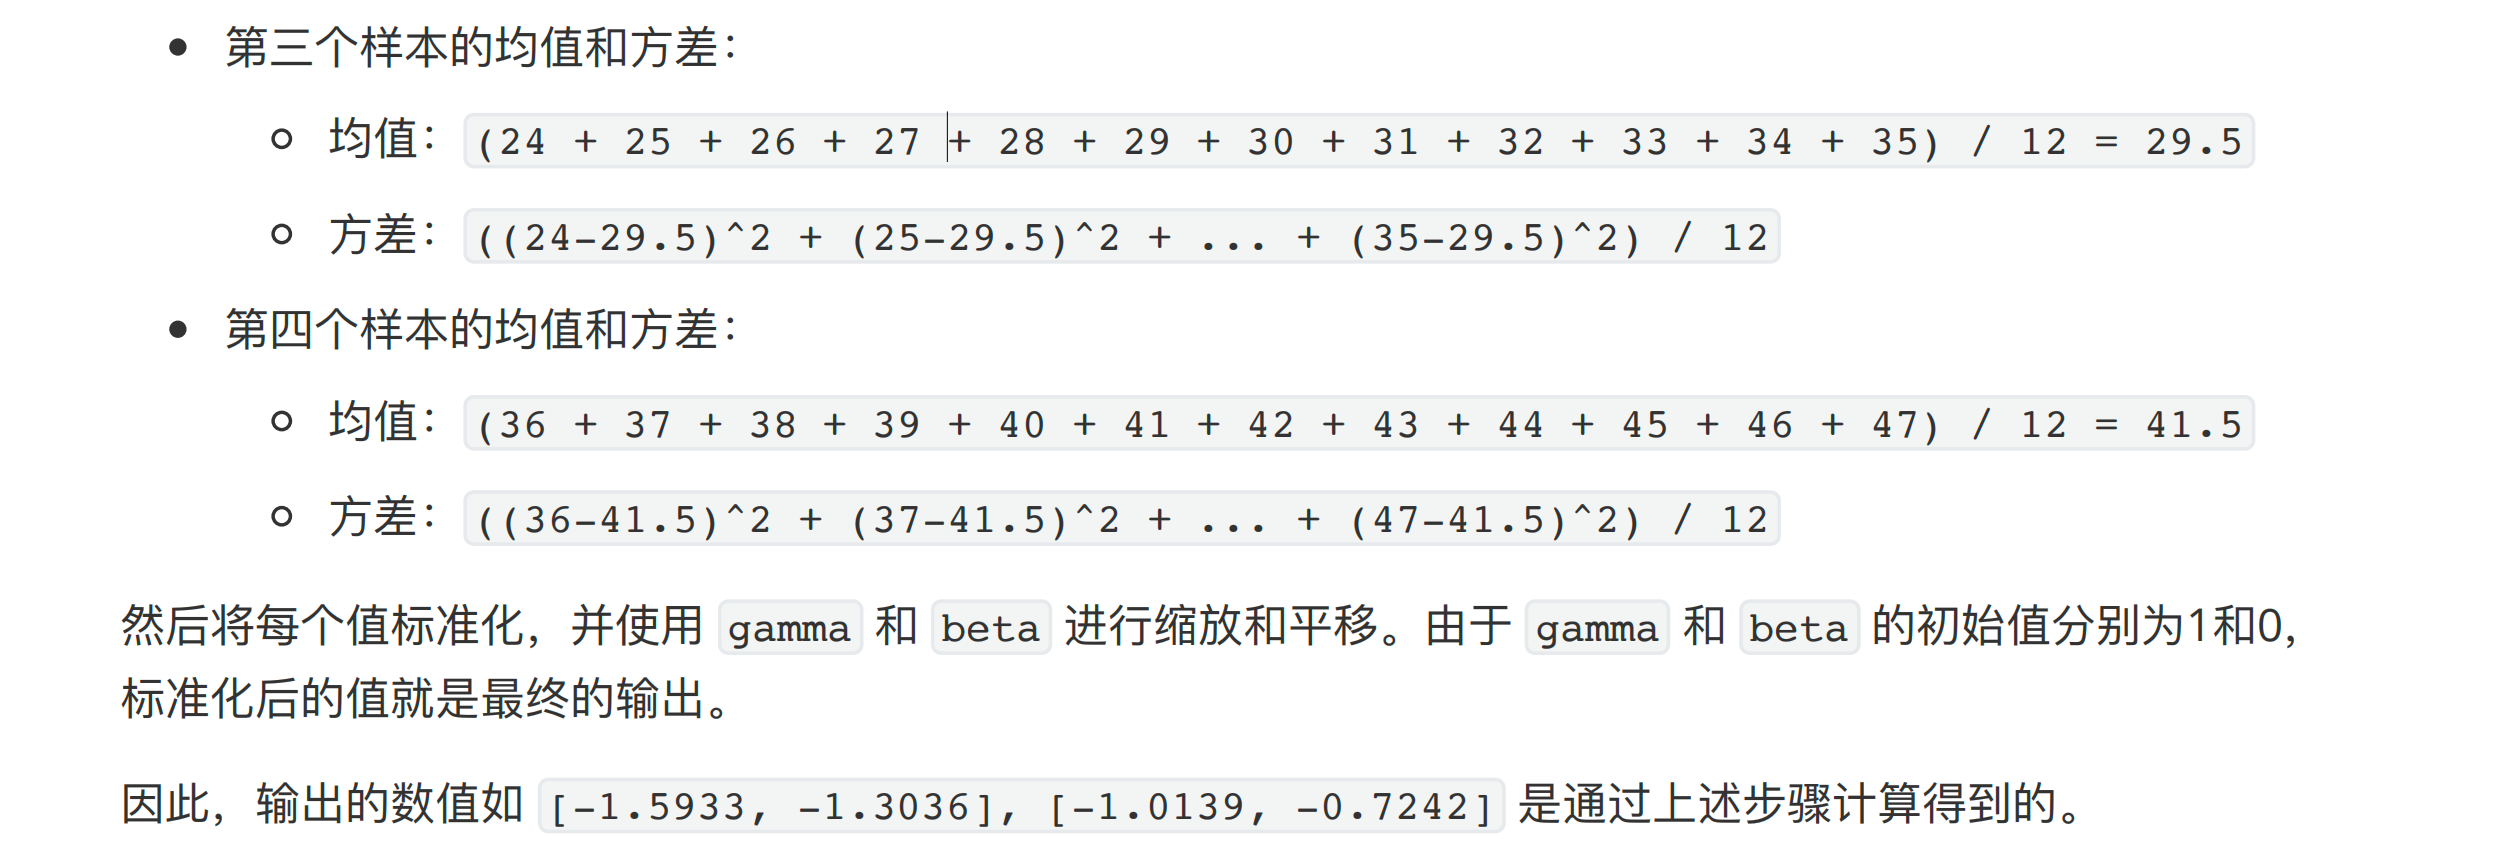 第三个样本的均值和方差：
均值：(24 + 25 + 26 + 27 + 28 + 29 + 30 + 31 + 32 + 33 + 34 + 35) / 12 = 29.5
方差：((24-29.5)^2 + (25-29.5)^2 + ... + (35-29.5)^2) / 12
第四个样本的均值和方差：
均值：(36 + 37 + 38 + 39 + 40 + 41 + 42 + 43 + 44 + 45 + 46 + 47) / 12 = 41.5
方差：((36-41.5)^2 + (37-41.5)^2 + ... + (47-41.5)^2) / 12
然后将每个值标准化，并使用 gamma 和 beta 进行缩放和平移。由于 gamma 和 beta 的初始值分别为1和0，
标准化后的值就是最终的输出。
因此，输出的数值如 [-1.5933, -1.3036], [-1.0139, -0.7242] 是通过上述步骤计算得到的。